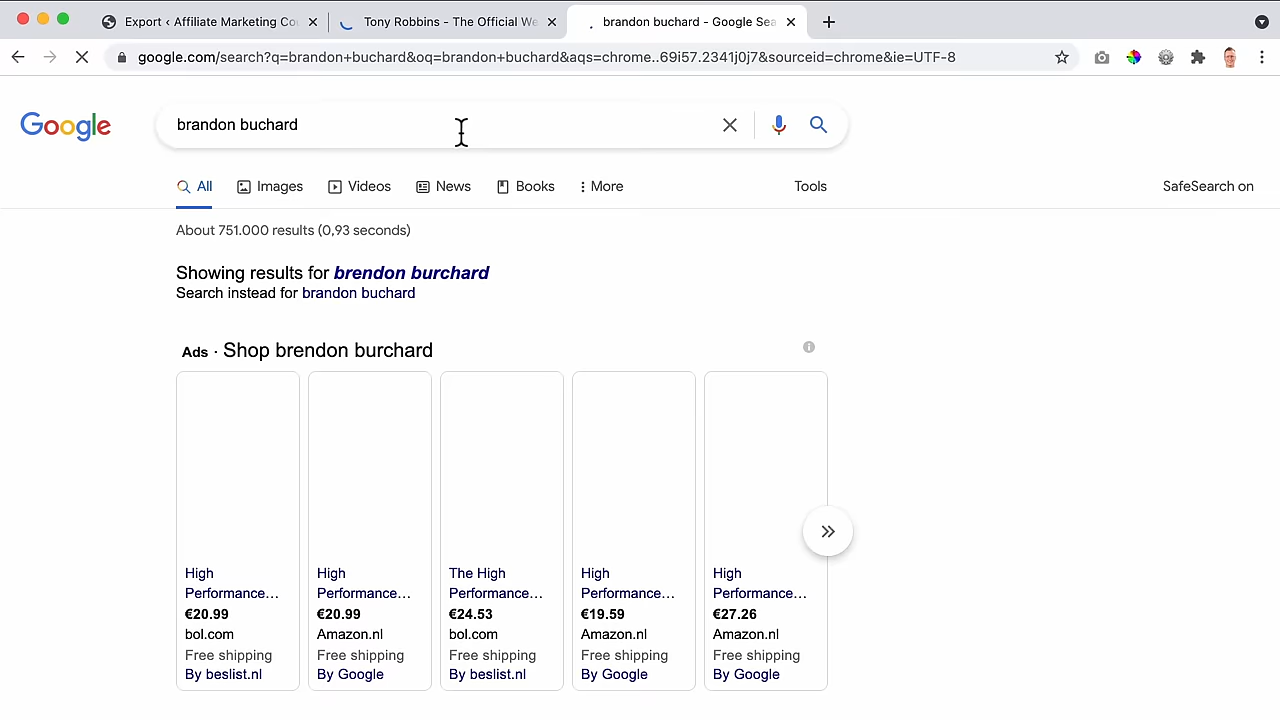 Export ‹ Affiliate Marketing Co
Tony Robbins - The Official We
brandon buchard - Google Sea
google.com/search?q=brandon+buchard&oq=brandon+buchard&aqs=chrome..69i57.2341j0j7&sourceid=chrome&ie=UTF-8
Google
brandon buchard
All
Images
Videos
News
Books
More
Tools
SafeSearch on
About 751.000 results (0,93 seconds)
Showing results for brendon burchard
Search instead for brandon buchard
Ads · Shop brendon burchard
High
Performance...
€20.99
bol.com
Free shipping
By beslist.nl
High
Performance...
€20.99
Amazon.nl
Free shipping
By Google
The High
Performance...
€24.53
bol.com
Free shipping
By beslist.nl
High
Performance...
€19.59
Amazon.nl
Free shipping
By Google
High
Performance...
€27.26
Amazon.nl
Free shipping
By Google